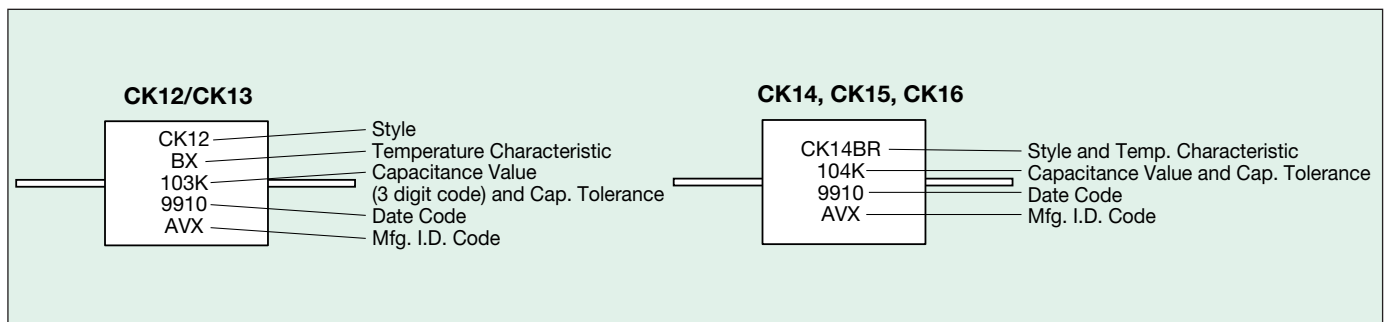 CK12/CK13
CK12
BX
103K
9910
AVX
Style
Temperature Characteristic
Capacitance Value
(3 digit code) and Cap. Tolerance
Date Code
Mfg. I.D. Code
CK14, CK15, CK16
CK14BR
104K
9910
AVX
Style and Temp. Characteristic
Capacitance Value and Cap. Tolerance
Date Code
Mfg. I.D. Code